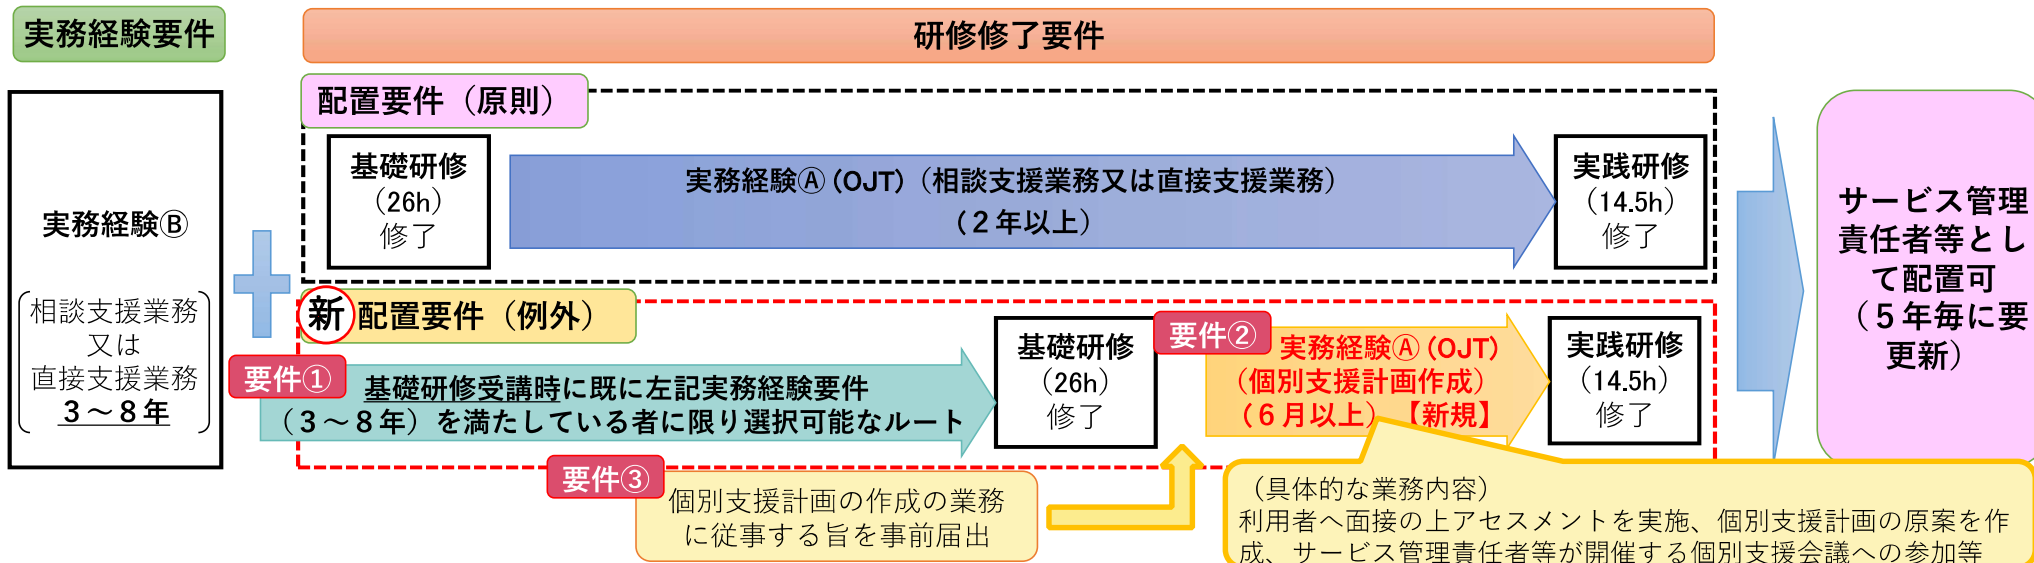 実務経験要件
研修修了要件
配置要件（原則）
基礎研修
（26h）
修了
実務経験Ⓐ(OJT)（相談支援業務又は直接支援業務）
（２年以上）
実践研修
（14.5h）
修了
実務経験Ⓑ
相談支援業務
又は
直接支援業務
３～８年
新
配置要件（例外）
要件①
基礎研修受講時に既に左記実務経験要件
（３～８年）を満たしている者に限り選択可能なルート
基礎研修
（26h）
修了
要件②
実務経験Ⓐ(OJT)
（個別支援計画作成）
（６月以上）【新規】
実践研修
（14.5h）
修了
要件③
個別支援計画の作成の業務
に従事する旨を事前届出
（具体的な業務内容）
利用者へ面接の上アセスメントを実施、個別支援計画の原案を作
成、サービス管理責任者等が開催する個別支援会議への参加等
サービス管理
責任者等とし
て配置可
（５年毎に要
更新）